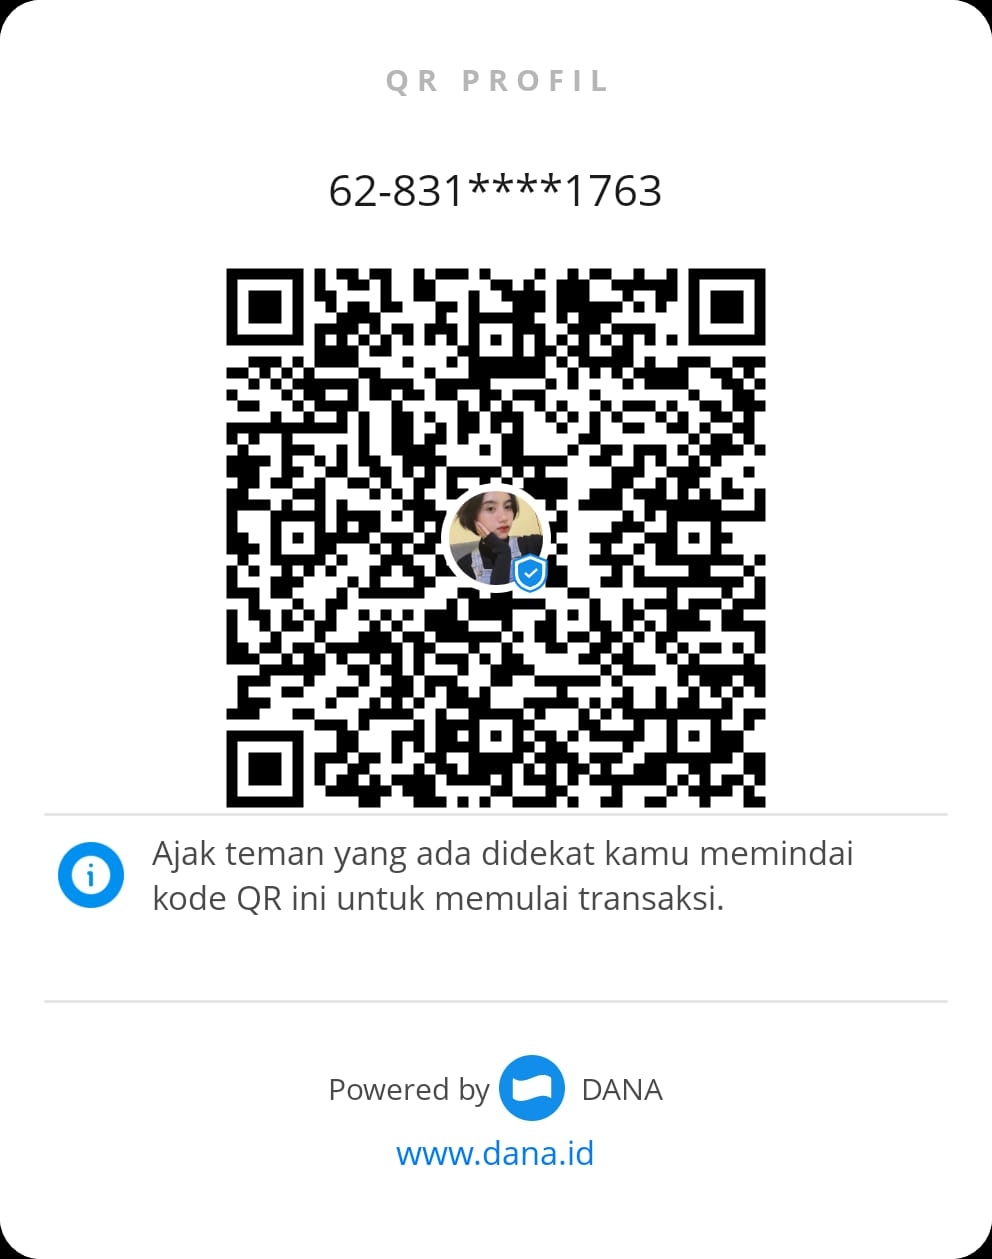 QR PROFIL
62-831****1763
Ajak teman yang ada didekat kamu memindai
kode QR ini untuk memulai transaksi.
Powered by DANA
www.dana.id